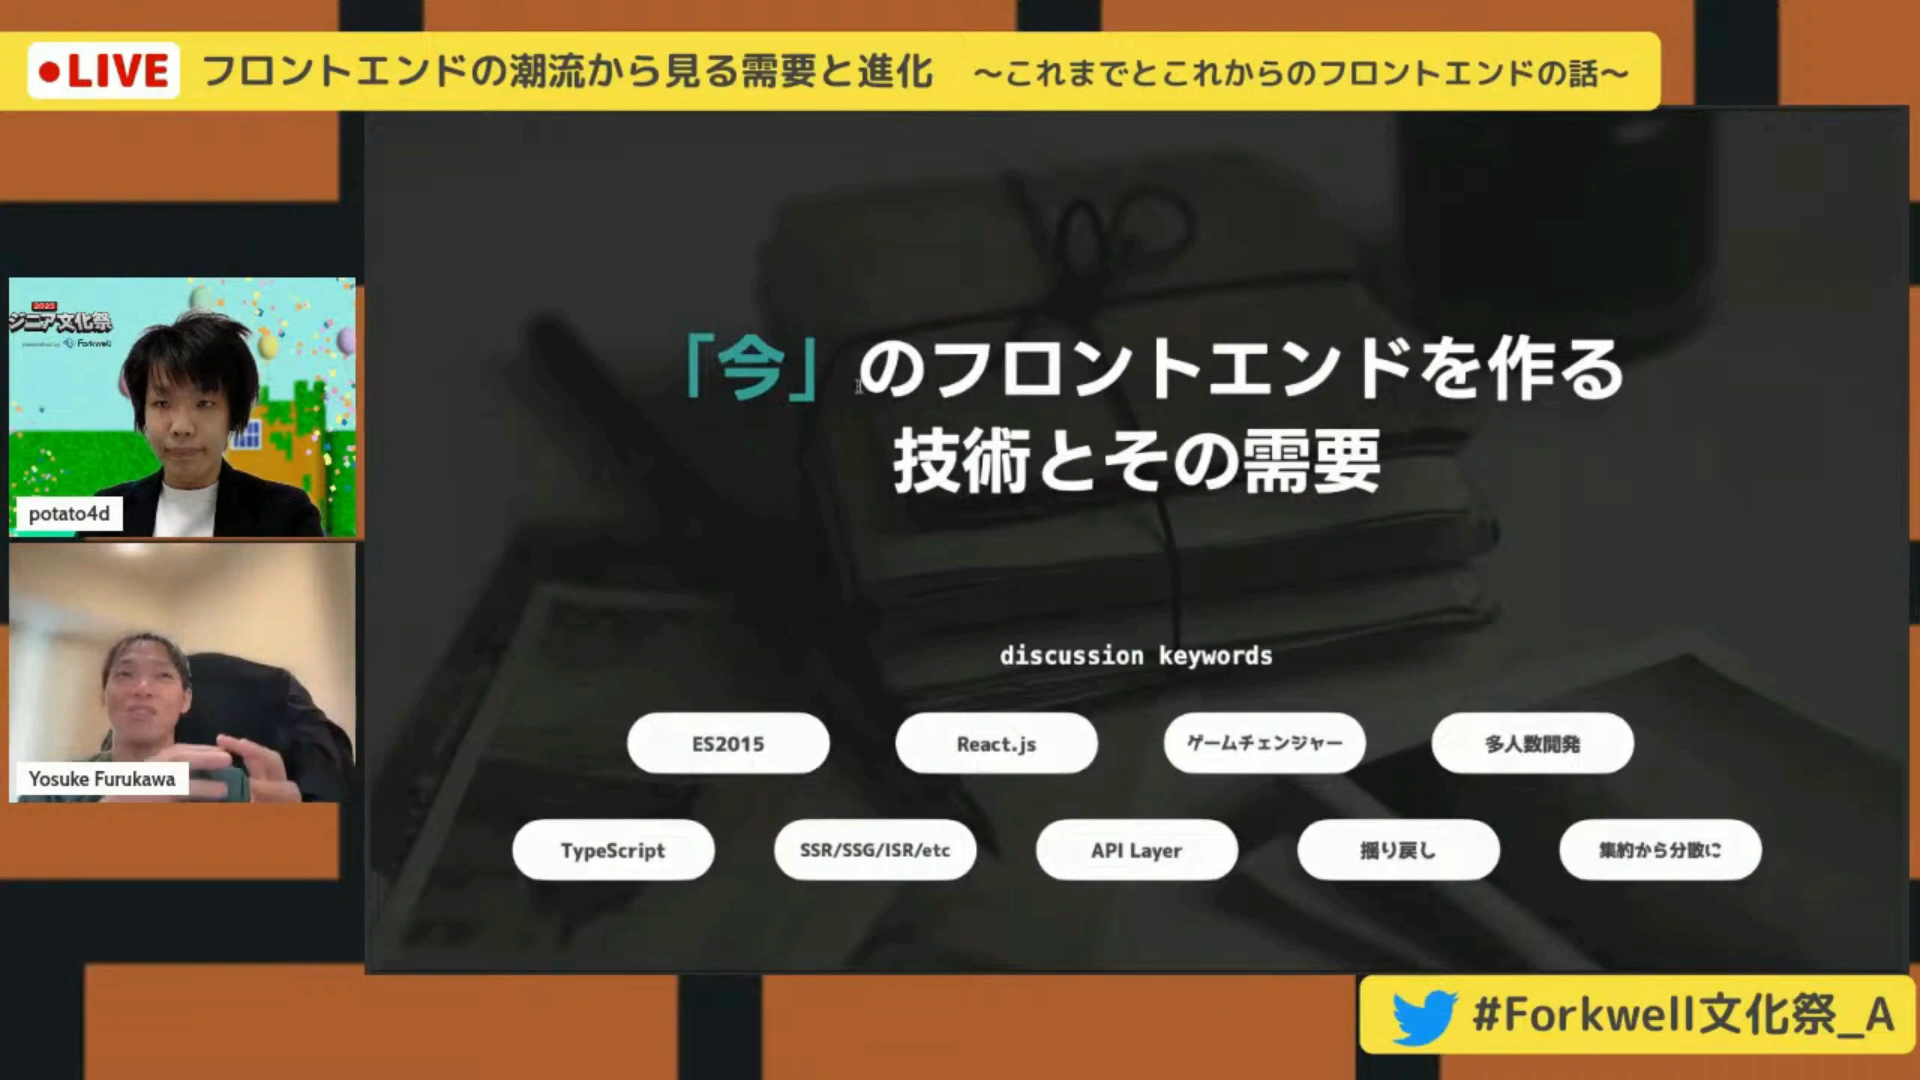 LIVE
フロントエンドの潮流から見る需要と進化 〜これまでとこれからのフロントエンドの話〜
2023
ジニア文化祭
presented by Forkwell
potato4d
Yosuke Furukawa
「今」のフロントエンドを作る
技術とその需要
discussion keywords
ES2015
React.js
ゲームチェンジャー
多人数開発
TypeScript
SSR/SSG/ISR/etc
API Layer
揺り戻し
集約から分散に
#Forkwell文化祭_A